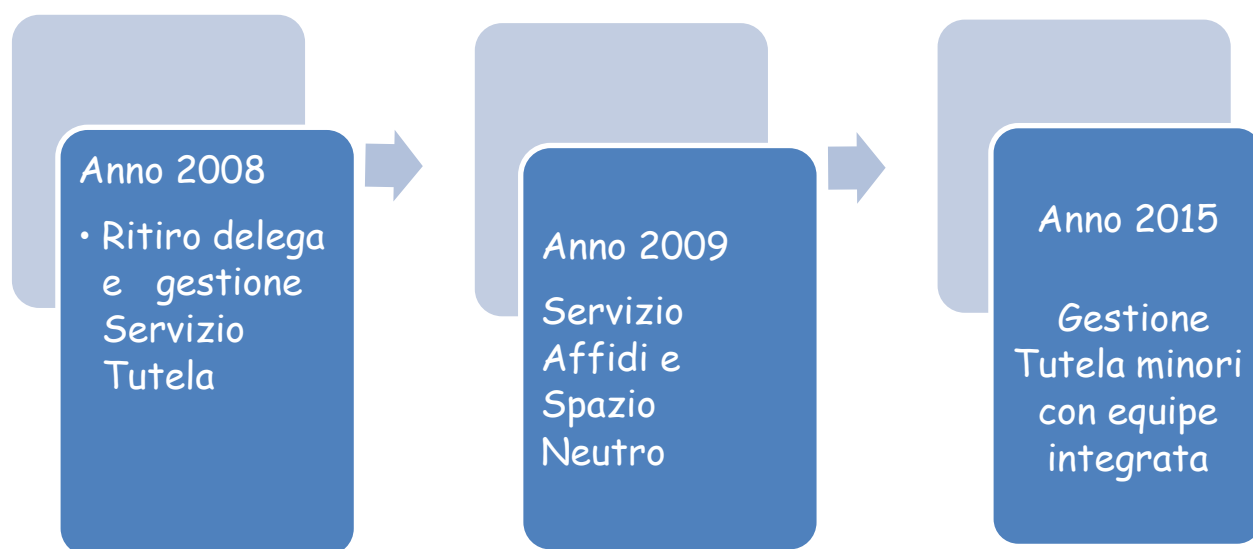 Anno 2008
• Ritiro delega
e gestione
Servizio
Tutela
Anno 2009
Servizio
Affidi e
Spazio
Neutro
Anno 2015
Gestione
Tutela minori
con equipe
integrata